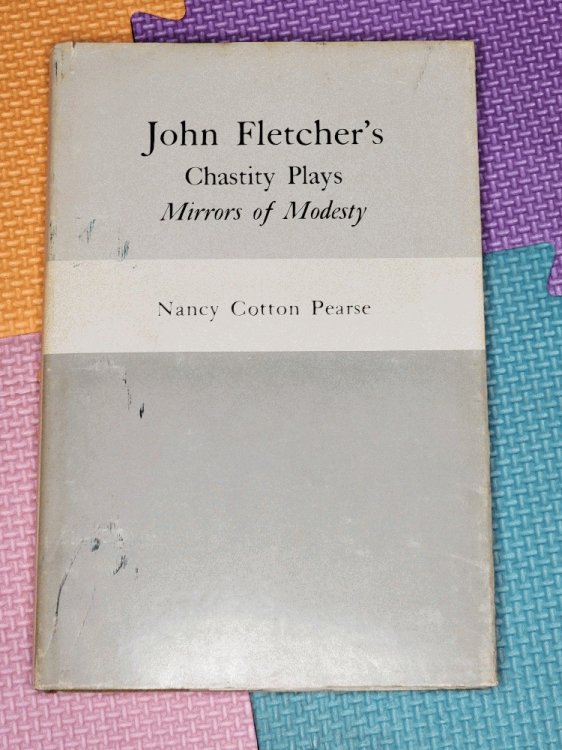 John Fletcher's
Chastity Plays
Mirrors of Modesty
Nancy Cotton Pearse